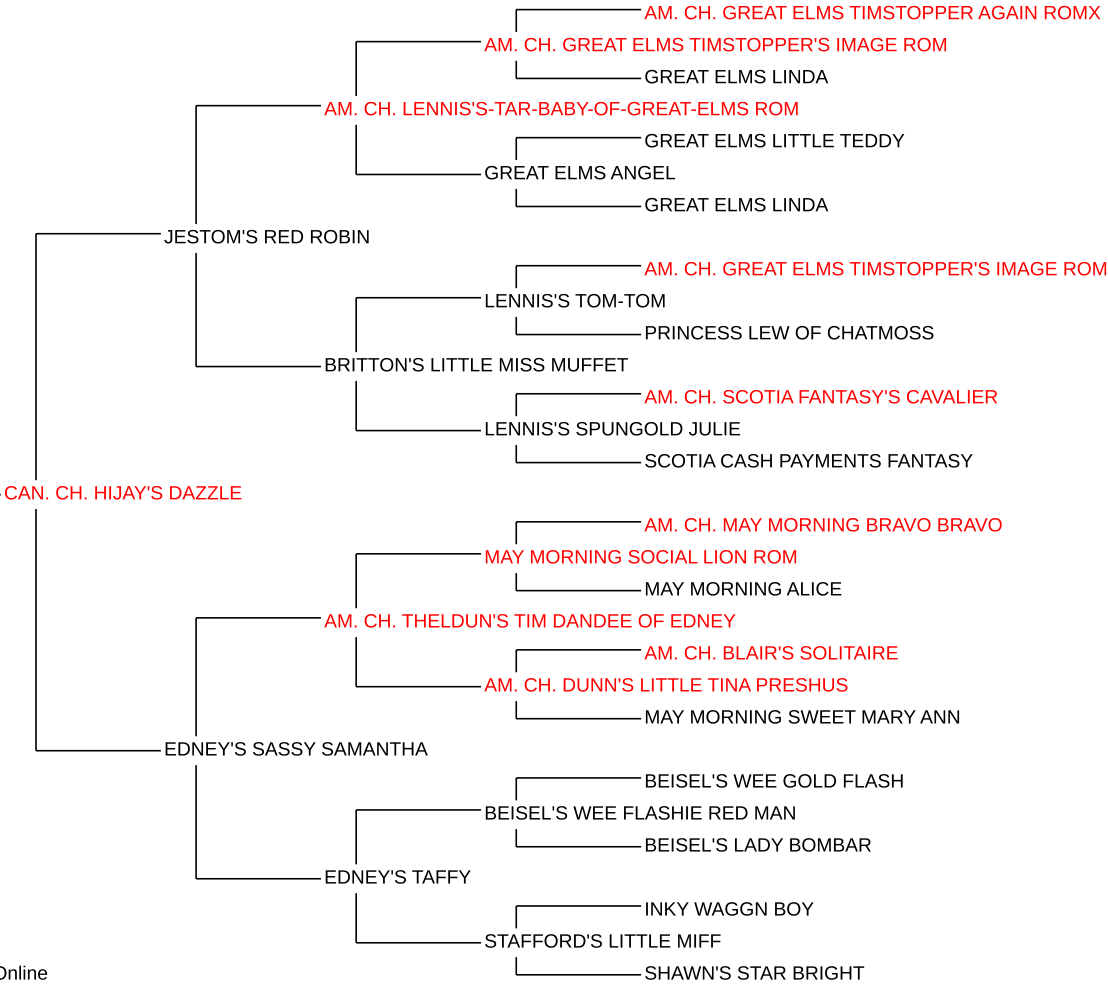 AM. CH. GREAT ELMS TIMSTOPPER AGAIN ROMX
AM. CH. GREAT ELMS TIMSTOPPER'S IMAGE ROM
GREAT ELMS LINDA
AM. CH. LENNIS'S-TAR-BABY-OF-GREAT-ELMS ROM
GREAT ELMS LITTLE TEDDY
GREAT ELMS ANGEL
GREAT ELMS LINDA
JESTOM'S RED ROBIN
AM. CH. GREAT ELMS TIMSTOPPER'S IMAGE ROM
LENNIS'S TOM-TOM
PRINCESS LEW OF CHATMOSS
BRITTON'S LITTLE MISS MUFFET
AM. CH. SCOTIA FANTASY'S CAVALIER
LENNIS'S SPUNGOLD JULIE
SCOTIA CASH PAYMENTS FANTASY
CAN. CH. HIJAY'S DAZZLE
AM. CH. MAY MORNING BRAVO BRAVO
MAY MORNING SOCIAL LION ROM
MAY MORNING ALICE
AM. CH. THELDUN'S TIM DANDEE OF EDNEY
AM. CH. BLAIR'S SOLITAIRE
AM. CH. DUNN'S LITTLE TINA PRESHUS
MAY MORNING SWEET MARY ANN
EDNEY'S SASSY SAMANTHA
BEISEL'S WEE GOLD FLASH
BEISEL'S WEE FLASHIE RED MAN
BEISEL'S LADY BOMBAR
EDNEY'S TAFFY
INKY WAGGN BOY
STAFFORD'S LITTLE MIFF
SHAWN'S STAR BRIGHT
Online